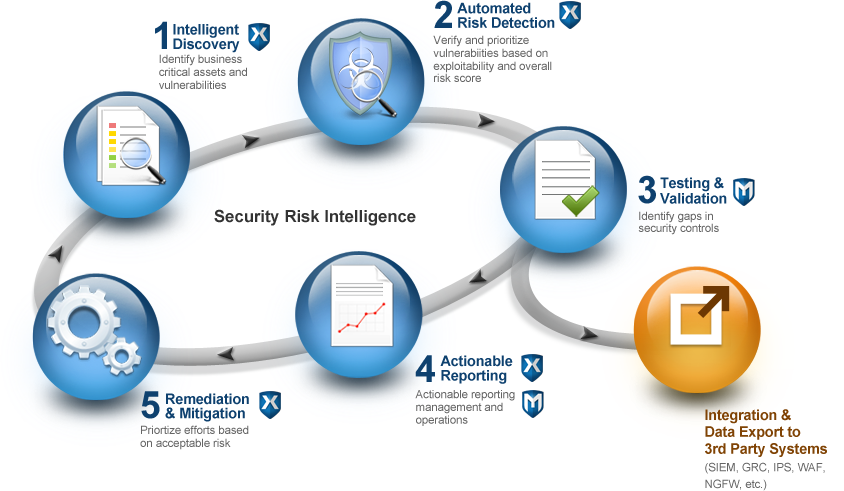 1 Intelligent
Discovery
Identify business
critical assets and
vulnerabilities
2 Automated
Risk Detection
Verify and prioritize
vulnerabiities based on
exploitability and overall
risk score
3 Testing &
Validation
Identify gaps in
security controls
Security Risk Intelligence
4 Actionable
Reporting
Actionable reporting
management and
operations
5 Remediation
& Mitigation
Prioritize efforts based
on acceptable risk
Integration &
Data Export to
3rd Party Systems
(SIEM, GRC, IPS, WAF,
NGFW, etc.)